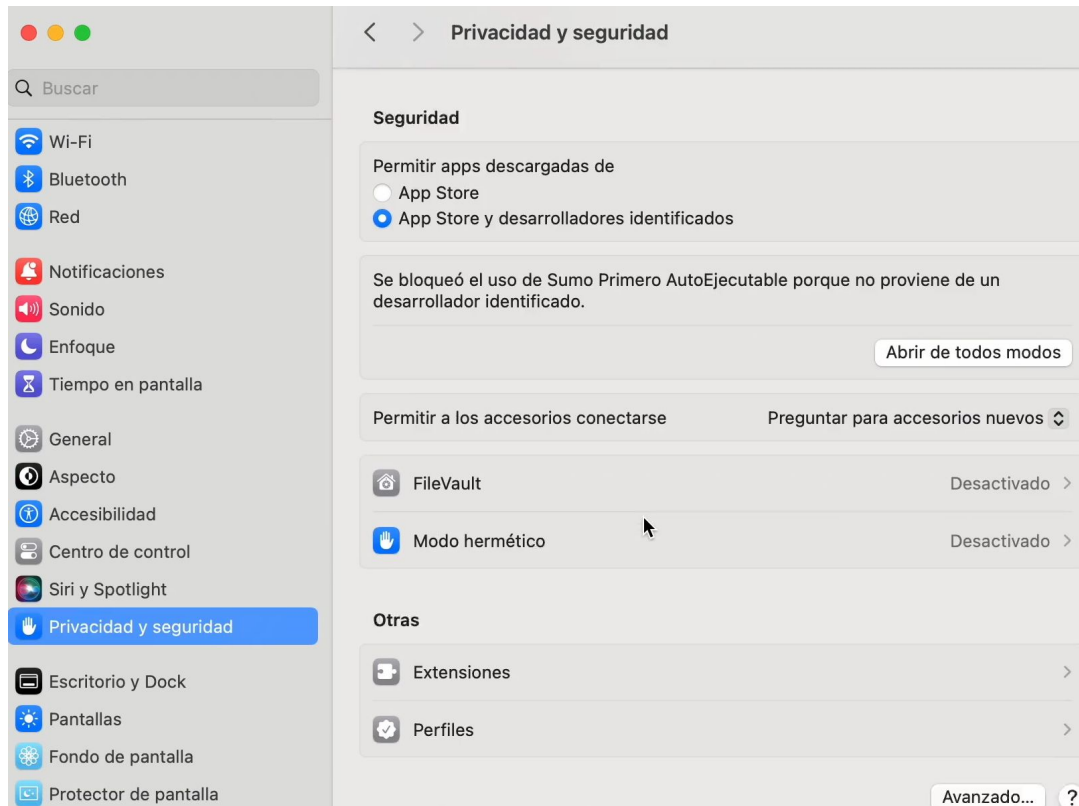 Privacidad y seguridad
Buscar
Wi-Fi
Bluetooth
Red
Notificaciones
Sonido
Enfoque
Tiempo en pantalla
General
Aspecto
Accesibilidad
Centro de control
Siri y Spotlight
Privacidad y seguridad
Escritorio y Dock
Pantallas
Fondo de pantalla
Protector de pantalla
Seguridad
Permitir apps descargadas de
App Store
App Store y desarrolladores identificados
Se bloqueó el uso de Sumo Primero AutoEjecutable porque no proviene de un
desarrollador identificado.
Abrir de todos modos
Permitir a los accesorios conectarse Preguntar para accesorios nuevos
FileVault Desactivado
Modo hermético Desactivado
Otras
Extensiones
Perfiles
Avanzado... ?